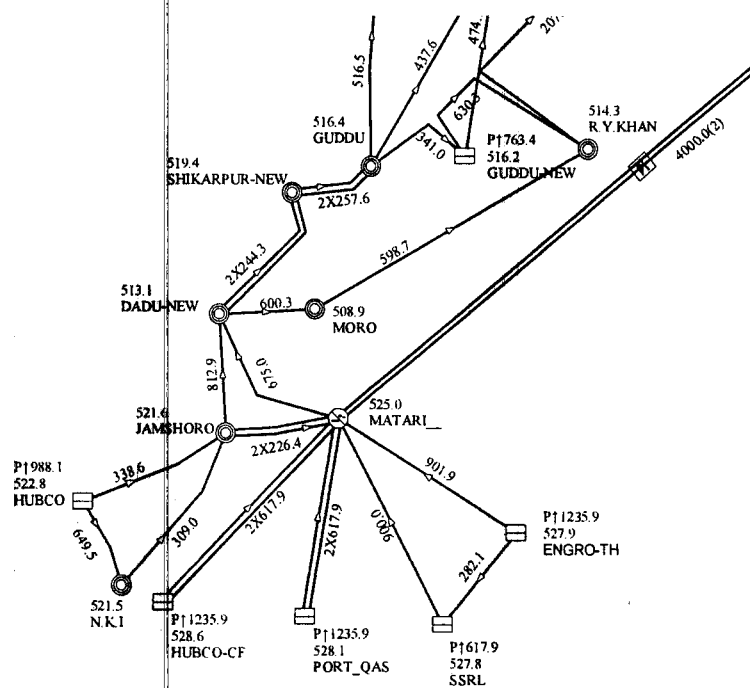 516.5
437.6
474.
207.
516.4
GUDDU
630.3
341.0
P↑763.4
516.2
GUDDU-NEW
514.3
R.Y.KHAN
4000.0(2)
519.4
SHIKARPUR-NEW
2X257.6
2X244.3
598.7
513.1
DADU-NEW
600.3
508.9
MORO
812.9
675.0
521.6
JAMSHORO
2X226.4
525.0
MATARI__
P↑988.1
522.8
HUBCO
338.6
649.5
309.0
2X617.9
2X617.9
900.0
901.9
P↑1235.9
527.9
ENGRO-TH
282.1
521.5
N.K.I
P↑1235.9
528.6
HUBCO-CF
P↑1235.9
528.1
PORT_QAS
P↑617.9
527.8
SSRL